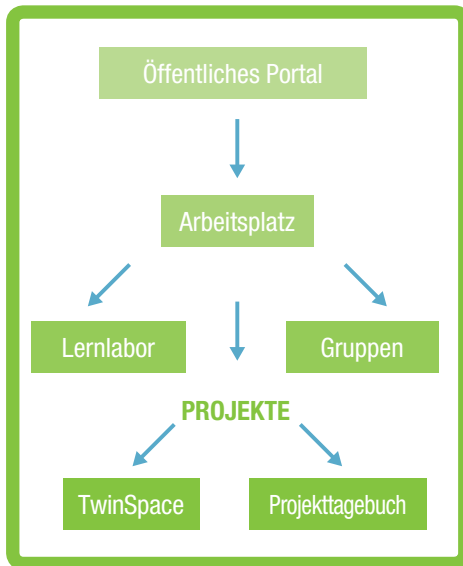 Öffentliches Portal
Arbeitsplatz
Lernlabor
Gruppen
PROJEKTE
TwinSpace
Projekttagebuch